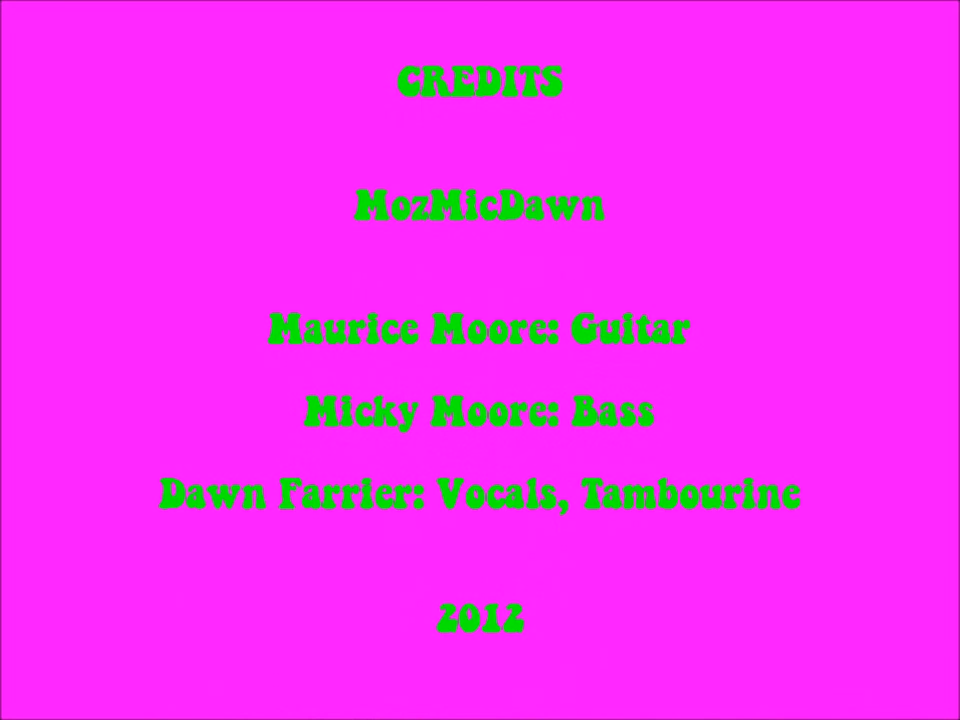 CREDITS
MozMicDawn
Maurice Moore: Guitar
Micky Moore: Bass
Dawn Farrier: Vocals, Tambourine
2012